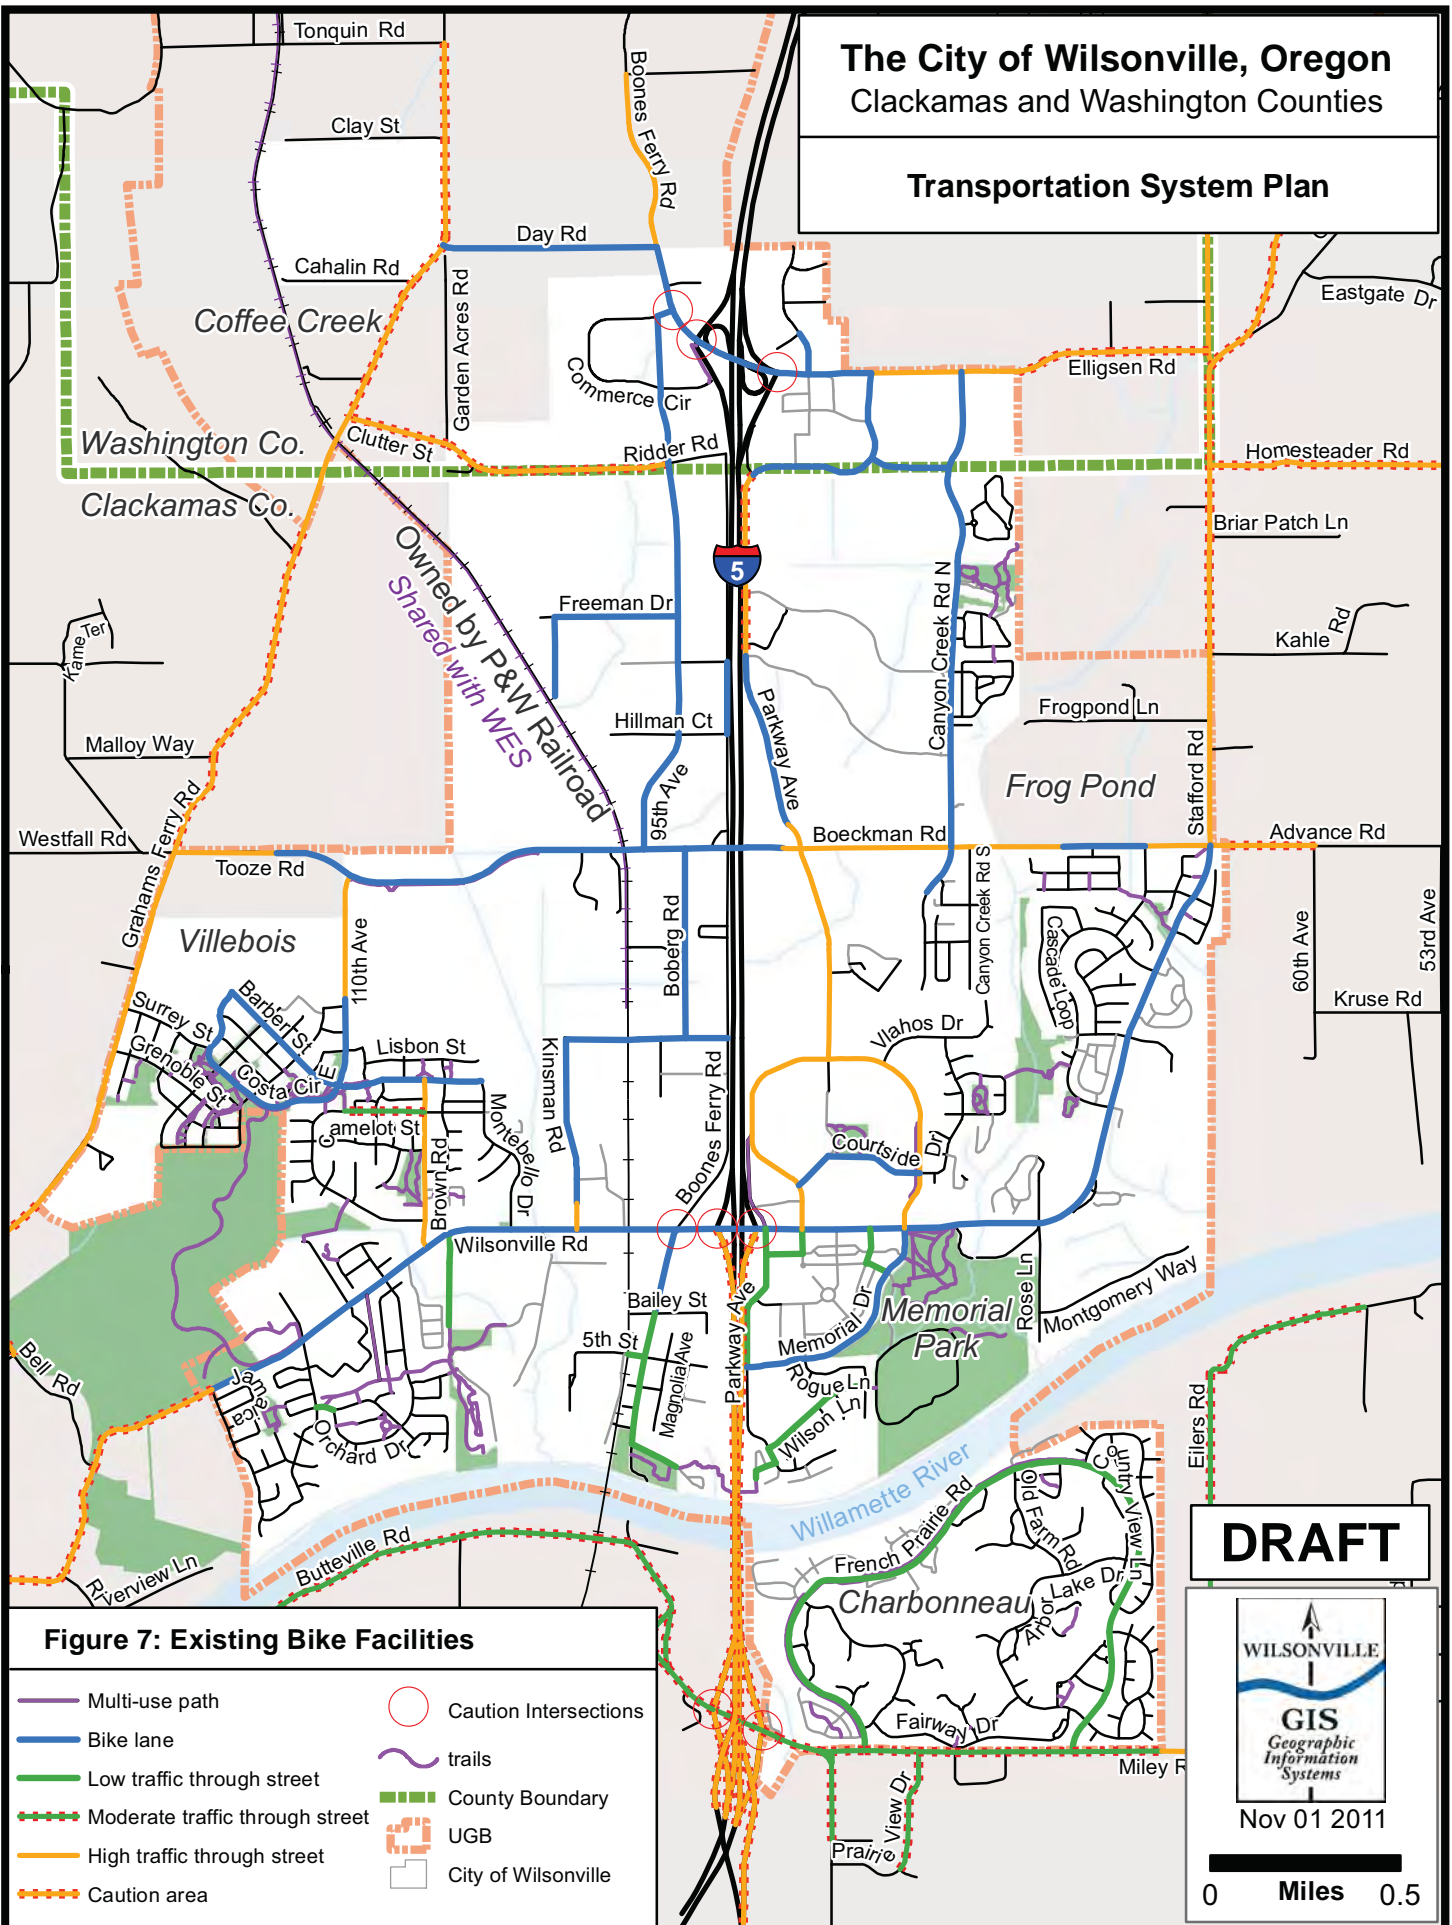 The City of Wilsonville, Oregon
Clackamas and Washington Counties
Transportation System Plan
Tonquin Rd
Boones Ferry Rd
Clay St
Day Rd
Cahalin Rd
Eastgate Dr
Coffee Creek
Garden Acres Rd
Commerce Cir
Elligsen Rd
Washington Co.
Clutter St
Ridder Rd
Homesteader Rd
Clackamas Co.
Briar Patch Ln
Owned by P&W Railroad
Shared with WES
5
Freeman Dr
Canyon Creek Rd N
Kame Ter
Kahle Rd
Hillman Ct
Parkway Ave
Frogpond Ln
Malloy Way
Frog Pond
Stafford Rd
95th Ave
Grahams Ferry Rd
Westfall Rd
Boeckman Rd
Advance Rd
Tooze Rd
Canyon Creek Rd S
Villebois
110th Ave
Boberg Rd
Cascade Loop
60th Ave
53rd Ave
Kruse Rd
Surrey St
Barber St
Vlahos Dr
Grenoble St
Costa Cir E
Lisbon St
Kinsman Rd
Boones Ferry Rd
Camelot St
Montebello Dr
Brown Rd
Courtside Dr
Wilsonville Rd
Rose Ln
Montgomery Way
Bailey St
Parkway Ave
Memorial Dr
Memorial
Park
5th St
Magnolia Ave
Bell Rd
Jamaica
Rogue Ln
Wilson Ln
Orchard Dr
Eilers Rd
Willamette River
Country View Ln
Old Farm Rd
French Prairie Rd
Butteville Rd
Riverview Ln
Lake Dr
Arbor
Charbonneau
DRAFT
Fairway Dr
Miley R
Prairie View Dr
Figure 7: Existing Bike Facilities
Multi-use path
Bike lane
Low traffic through street
Moderate traffic through street
High traffic through street
Caution area
Caution Intersections
trails
County Boundary
UGB
City of Wilsonville
WILSONVILLE
GIS
Geographic
Information
Systems
Nov 01 2011
0 Miles 0.5